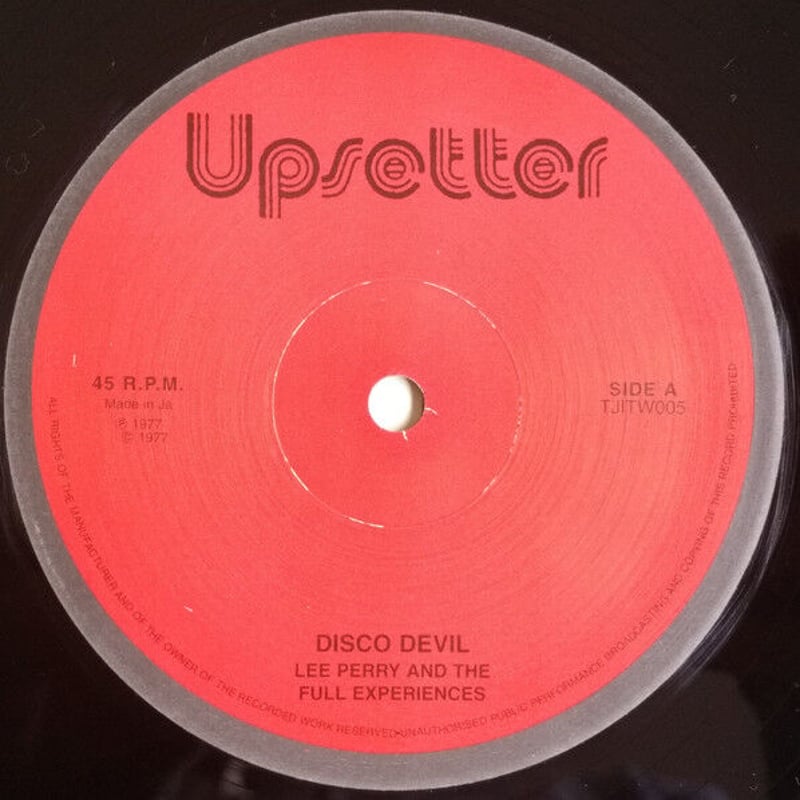 Upsetter
45 R.P.M.
Made in Ja
℗ 1977
© 1977
SIDE A
TJITW005
DISCO DEVIL
LEE PERRY AND THE
FULL EXPERIENCES
ALL RIGHTS OF THE MANUFACTURER AND OF THE OWNER OF THE RECORDED WORK RESERVED·UNAUTHORISED PUBLIC PERFORMANCE BROADCASTING AND COPYING OF THIS RECORD PROHIBITED